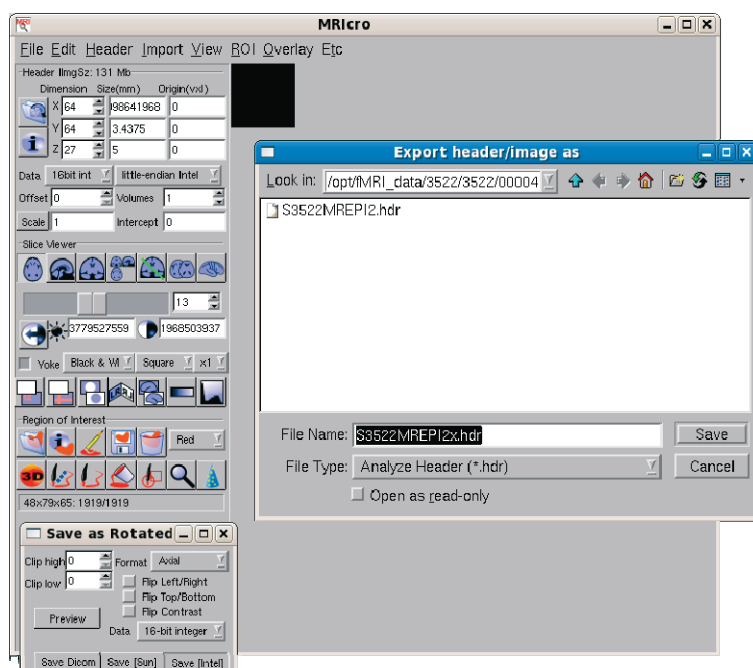 MRIcro
File Edit Header Import View ROI Overlay Etc
Header IImgSz: 131 Mb
Dimension Size(mm) Origin(vxl)
X 64 098641968 0
Y 64 3.4375 0
Z 27 5 0
Data 16bit int little-endian Intel
Offset 0 Volumes 1
Scale 1 Intercept 0
Slice Viewer
13
3779527559 1968503937
Yoke Black & W Square x1
Region of Interest
Red
3D
48x79x65: 1919/1919
Export header/image as
Look in: /opt/fMRI_data/3522/3522/00004
S3522MREPI2.hdr
File Name: S3522MREPI2x.hdr Save
File Type: Analyze Header (*.hdr) Cancel
Open as read-only
Save as Rotated
Clip high 0 Format Axial
Clip low 0 Flip Left/Right
Flip Top/Bottom
Preview Flip Contrast
Data 16-bit integer
Save Dicom Save [Sun] Save [Intel]